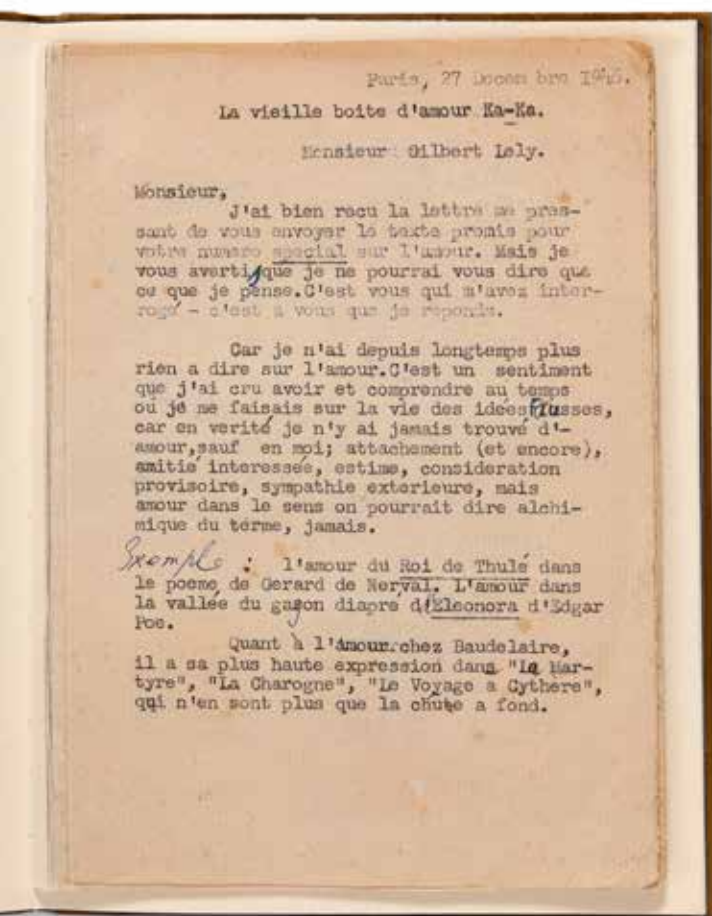 Paris, 27 Decembre 1946.
La vieille boite d'amour Ka-Ka.
Monsieur Gilbert Lely.
Monsieur,
J'ai bien recu la lettre me pres-
sant de vous envoyer le texte promis pour
votre numero special sur l'amour. Mais je
vous averti, que je ne pourrai vous dire que
ce que je pense.C'est vous qui m'avez inter-
rogé - c'est a vous que je reponds.
Car je n'ai depuis longtemps plus
rien a dire sur l'amour.C'est un sentiment
que j'ai cru avoir et comprendre au temps
ou je me faisais sur la vie des idées fausses,
car en verité je n'y ai jamais trouvé d'-
amour,sauf en moi; attachement (et encore),
amitié interessée, estime, consideration
provisoire, sympathie exterieure, mais
amour dans le sens on pourrait dire alchi-
mique du terme, jamais.
Exemple : l'amour du Roi de Thulé dans
le poeme de Gerard de Nerval. L'amour dans
la vallée du gazon diapre d'Eleonora d'Edgar
Poe.
Quant à l'Amour chez Baudelaire,
il a sa plus haute expression dans "La Mar-
tyre", "La Charogne", "Le Voyage a Cythere",
qui n'en sont plus que la chute a fond.